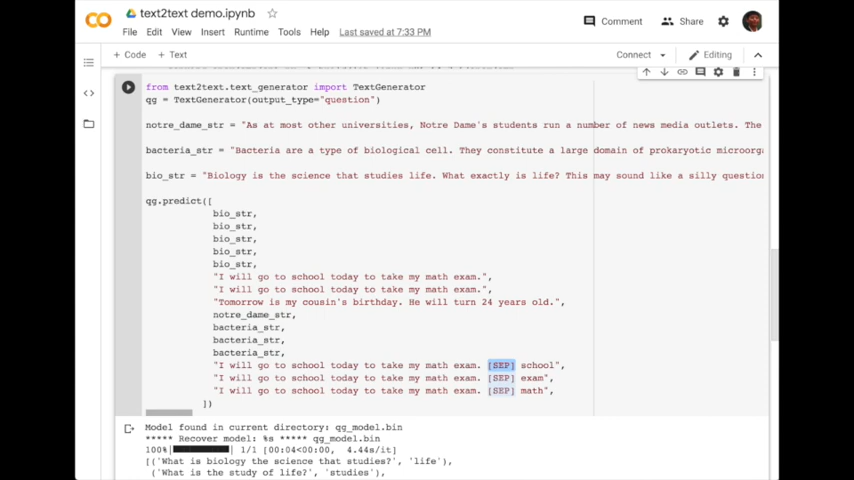 text2text demo.ipynb
Comment
Share
File Edit View Insert Runtime Tools Help Last saved at 7:33 PM
+ Code + Text
Connect
Editing
from text2text.text_generator import TextGenerator
qg = TextGenerator(output_type="question")
notre_dame_str = "As at most other universities, Notre Dame's students run a number of news media outlets. The
bacteria_str = "Bacteria are a type of biological cell. They constitute a large domain of prokaryotic microorga
bio_str = "Biology is the science that studies life. What exactly is life? This may sound like a silly question
qg.predict([
bio_str,
bio_str,
bio_str,
bio_str,
bio_str,
"I will go to school today to take my math exam.",
"I will go to school today to take my math exam.",
"Tomorrow is my cousin's birthday. He will turn 24 years old.",
notre_dame_str,
bacteria_str,
bacteria_str,
bacteria_str,
"I will go to school today to take my math exam. [SEP] school",
"I will go to school today to take my math exam. [SEP] exam",
"I will go to school today to take my math exam. [SEP] math",
])
Model found in current directory: qg_model.bin
***** Recover model: %s ***** qg_model.bin
100%| | 1/1 [00:04<00:00, 4.44s/it]
[('What is biology the science that studies?', 'life'),
('What is the study of life?', 'studies'),